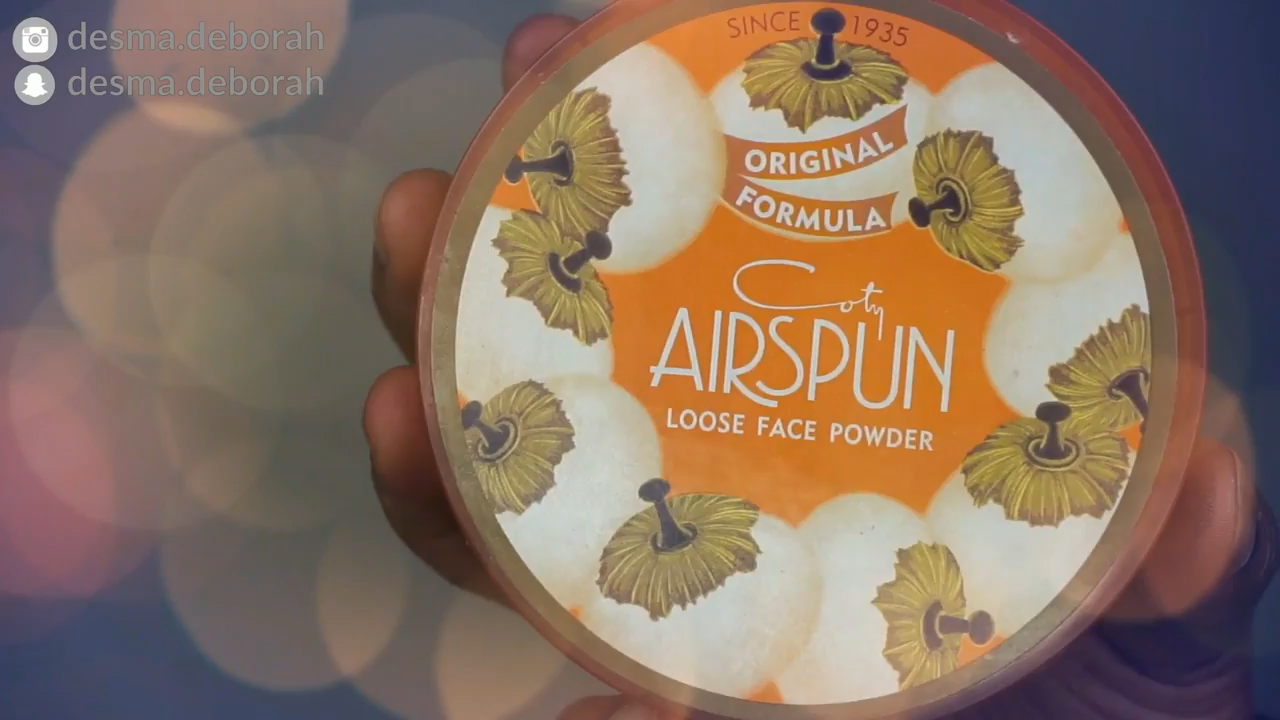 desma.deborah
desma.deborah
SINCE 1935
ORIGINAL
FORMULA
Coty
AIRSPUN
LOOSE FACE POWDER